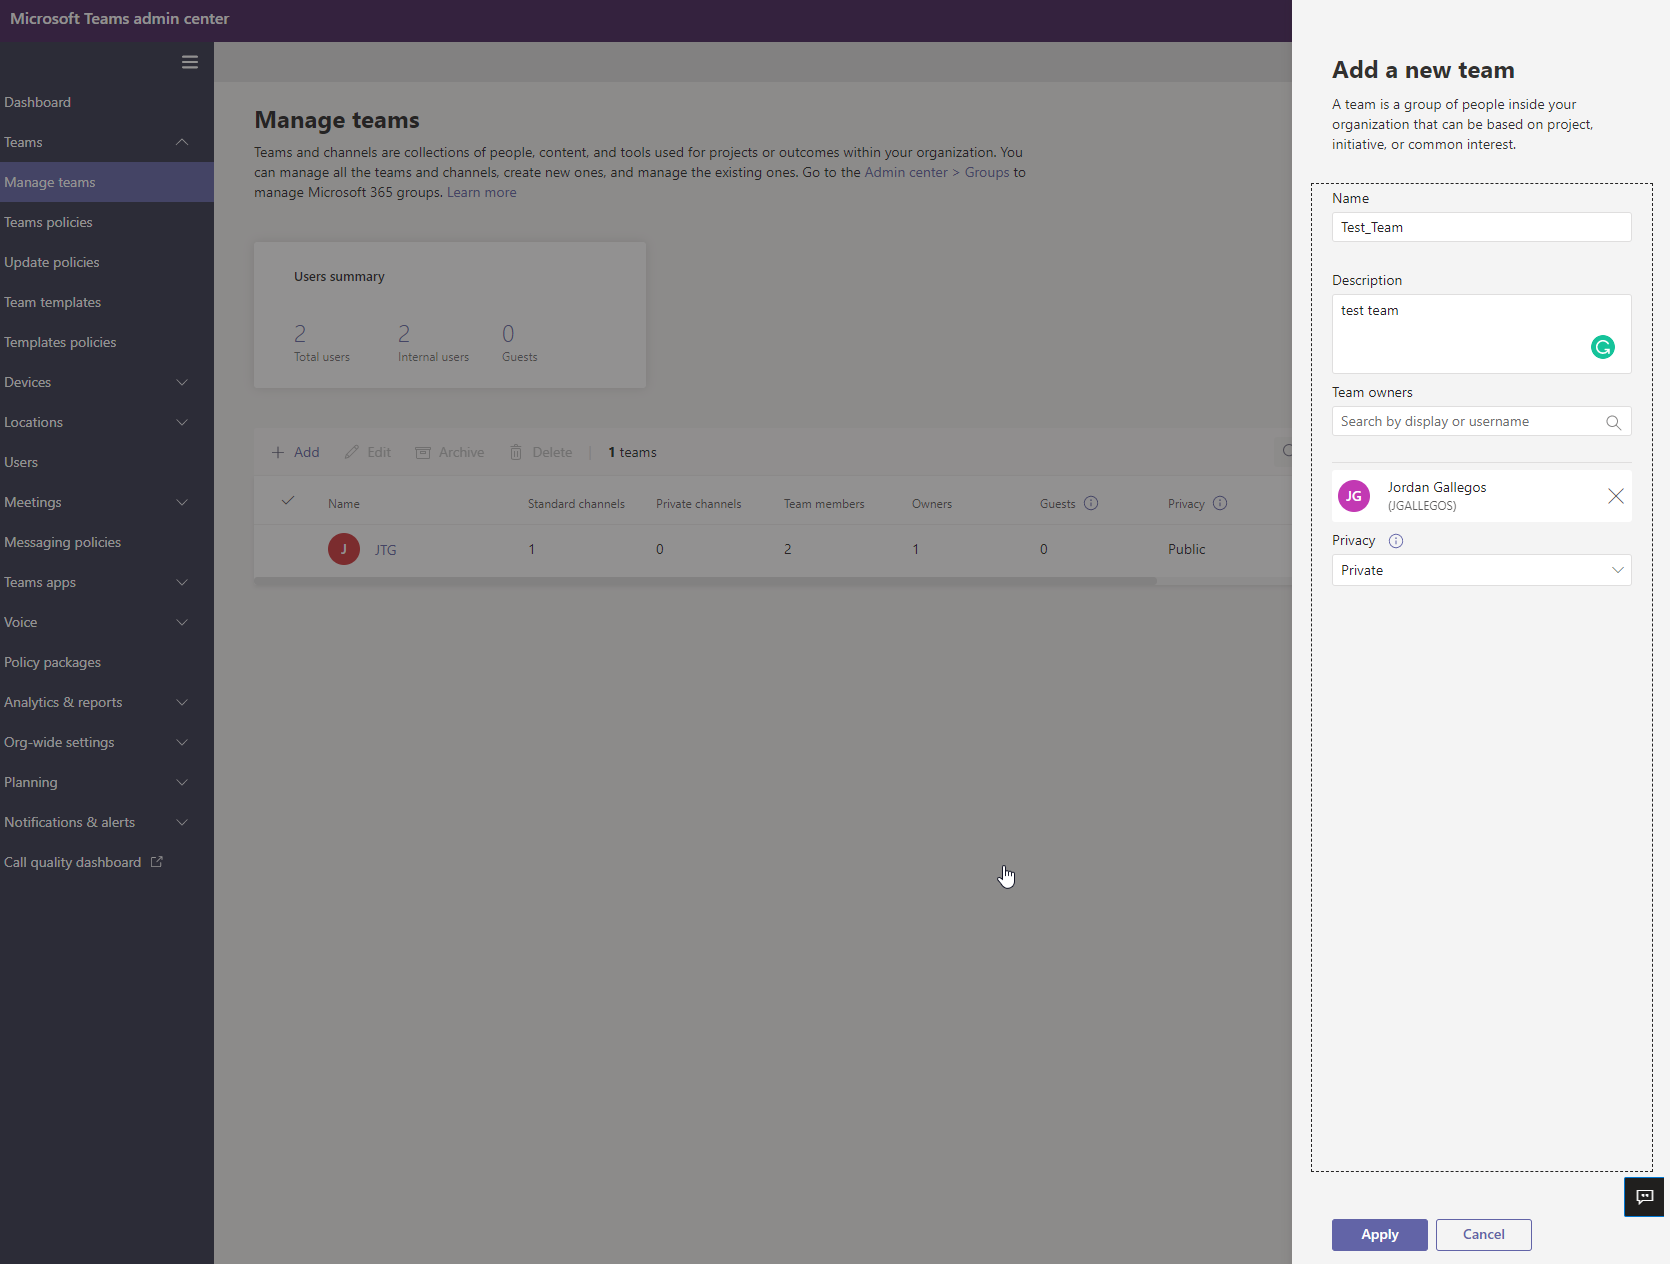 Microsoft Teams admin center
Dashboard
Teams
Manage teams
Teams policies
Update policies
Team templates
Templates policies
Devices
Locations
Users
Meetings
Messaging policies
Teams apps
Voice
Policy packages
Analytics & reports
Org-wide settings
Planning
Notifications & alerts
Call quality dashboard
Manage teams
Teams and channels are collections of people, content, and tools used for projects or outcomes within your organization. You
can manage all the teams and channels, create new ones, and manage the existing ones. Go to the Admin center > Groups to
manage Microsoft 365 groups. Learn more
Users summary
2 2 0
Total users Internal users Guests
Add Edit Archive Delete | 1 teams
Name Standard channels Private channels Team members Owners Guests Privacy
J JTG 1 0 2 1 0 Public
Add a new team
A team is a group of people inside your
organization that can be based on project,
initiative, or common interest.
Name
Test_Team
Description
test team
Team owners
Search by display or username
JG Jordan Gallegos
(JGALLEGOS)
Privacy
Private
Apply Cancel